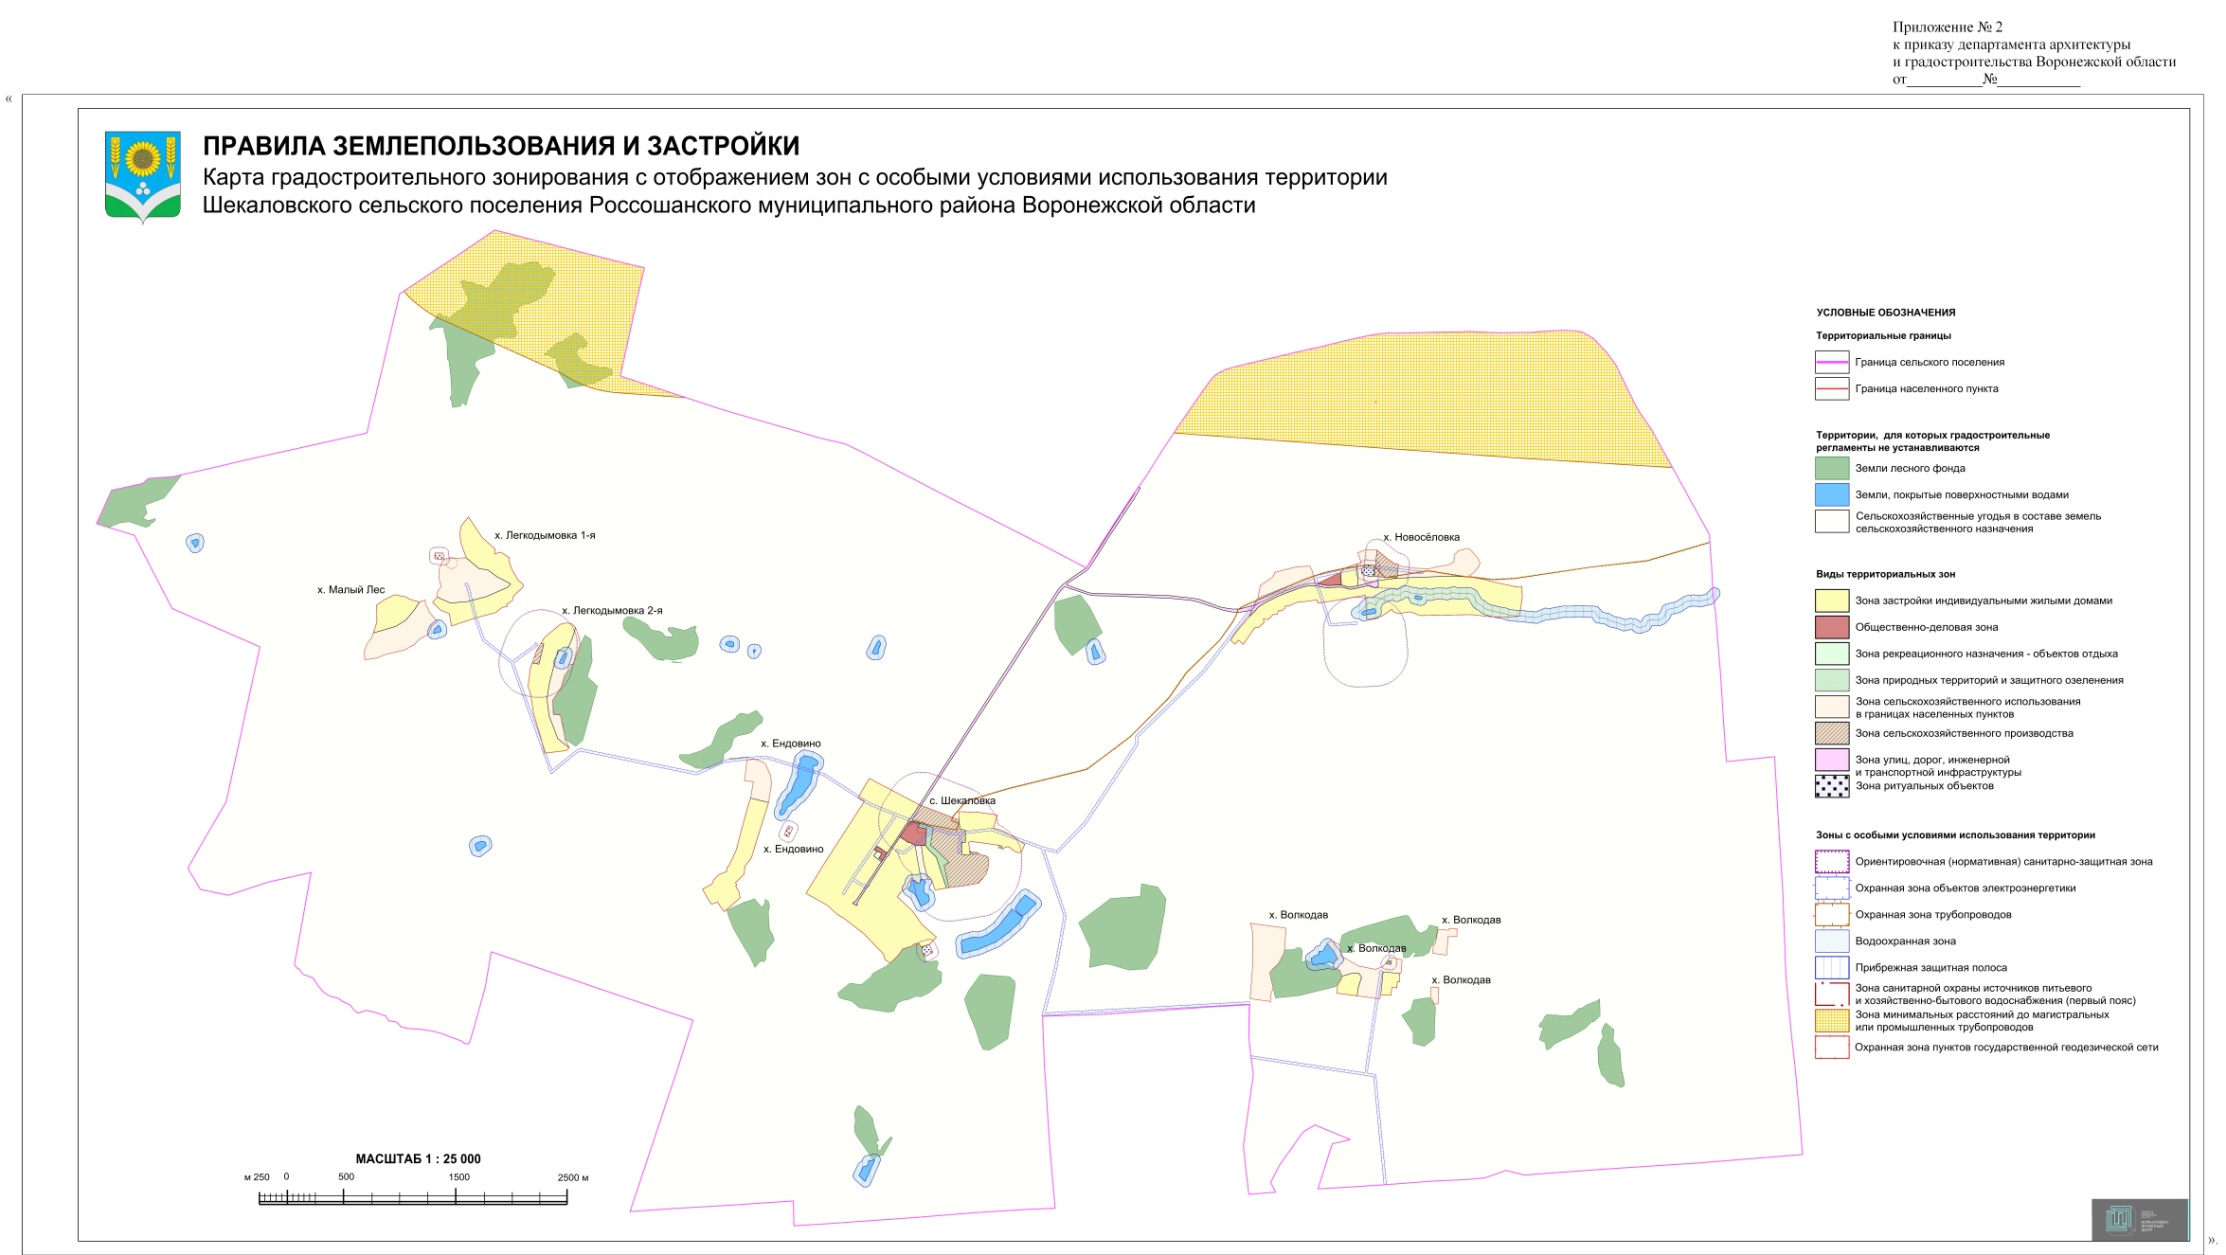 Приложение № 2
к приказу департамента архитектуры
и градостроительства Воронежской области
от___________№____________
«
ПРАВИЛА ЗЕМЛЕПОЛЬЗОВАНИЯ И ЗАСТРОЙКИ
Карта градостроительного зонирования с отображением зон с особыми условиями использования территории
Шекаловского сельского поселения Россошанского муниципального района Воронежской области
х. Легкодымовка 1-я
х. Малый Лес
х. Легкодымовка 2-я
х. Новосёловка
х. Ендовино
с. Шекаловка
х. Ендовино
х. Волкодав
х. Волкодав
х. Волкодав
х. Волкодав
УСЛОВНЫЕ ОБОЗНАЧЕНИЯ
Территориальные границы
Граница сельского поселения
Граница населенного пункта
Территории, для которых градостроительные
регламенты не устанавливаются
Земли лесного фонда
Земли, покрытые поверхностными водами
Сельскохозяйственные угодья в составе земель
сельскохозяйственного назначения
Виды территориальных зон
Зона застройки индивидуальными жилыми домами
Общественно-деловая зона
Зона рекреационного назначения - объектов отдыха
Зона природных территорий и защитного озеленения
Зона сельскохозяйственного использования
в границах населенных пунктов
Зона сельскохозяйственного производства
Зона улиц, дорог, инженерной
и транспортной инфраструктуры
Зона ритуальных объектов
Зоны с особыми условиями использования территории
Ориентировочная (нормативная) санитарно-защитная зона
Охранная зона объектов электроэнергетики
Охранная зона трубопроводов
Водоохранная зона
Прибрежная защитная полоса
Зона санитарной охраны источников питьевого
и хозяйственно-бытового водоснабжения (первый пояс)
Зона минимальных расстояний до магистральных
или промышленных трубопроводов
Охранная зона пунктов государственной геодезической сети
МАСШТАБ 1 : 25 000
м 250 0 500 1500 2500 м
».